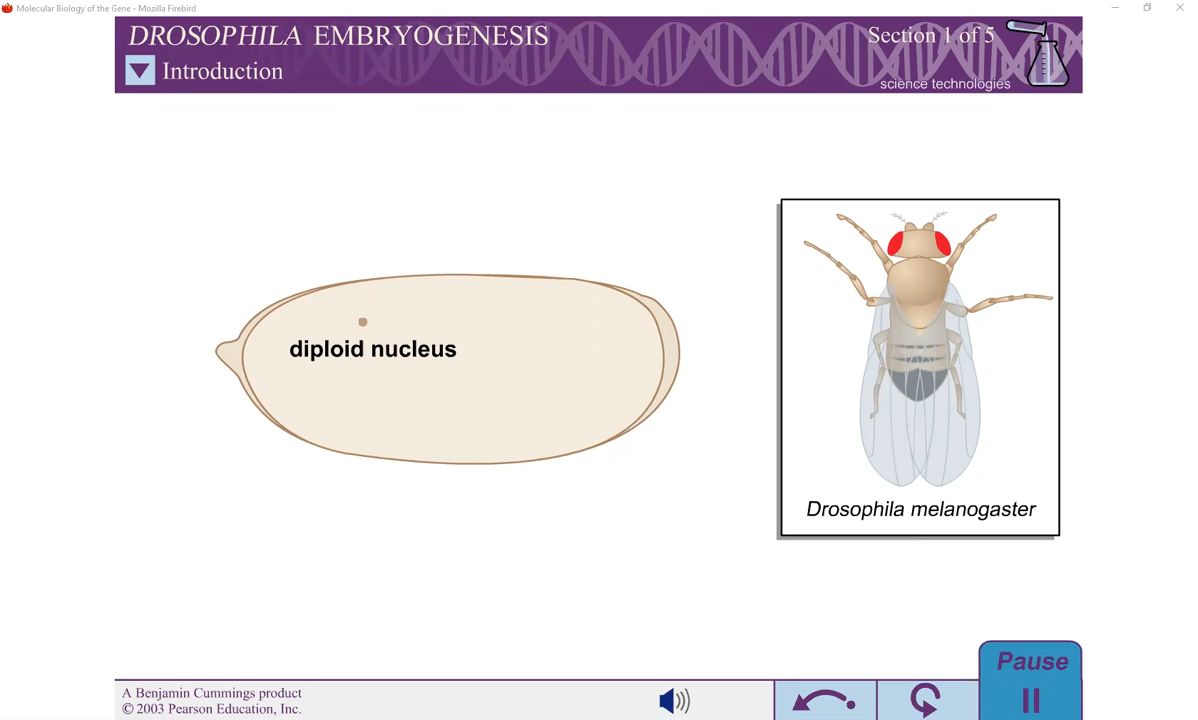 Molecular Biology of the Gene - Mozilla Firebird
DROSOPHILA EMBRYOGENESIS
Section 1 of 5
Introduction
science technologies
diploid nucleus
Drosophila melanogaster
Pause
A Benjamin Cummings product
© 2003 Pearson Education, Inc.